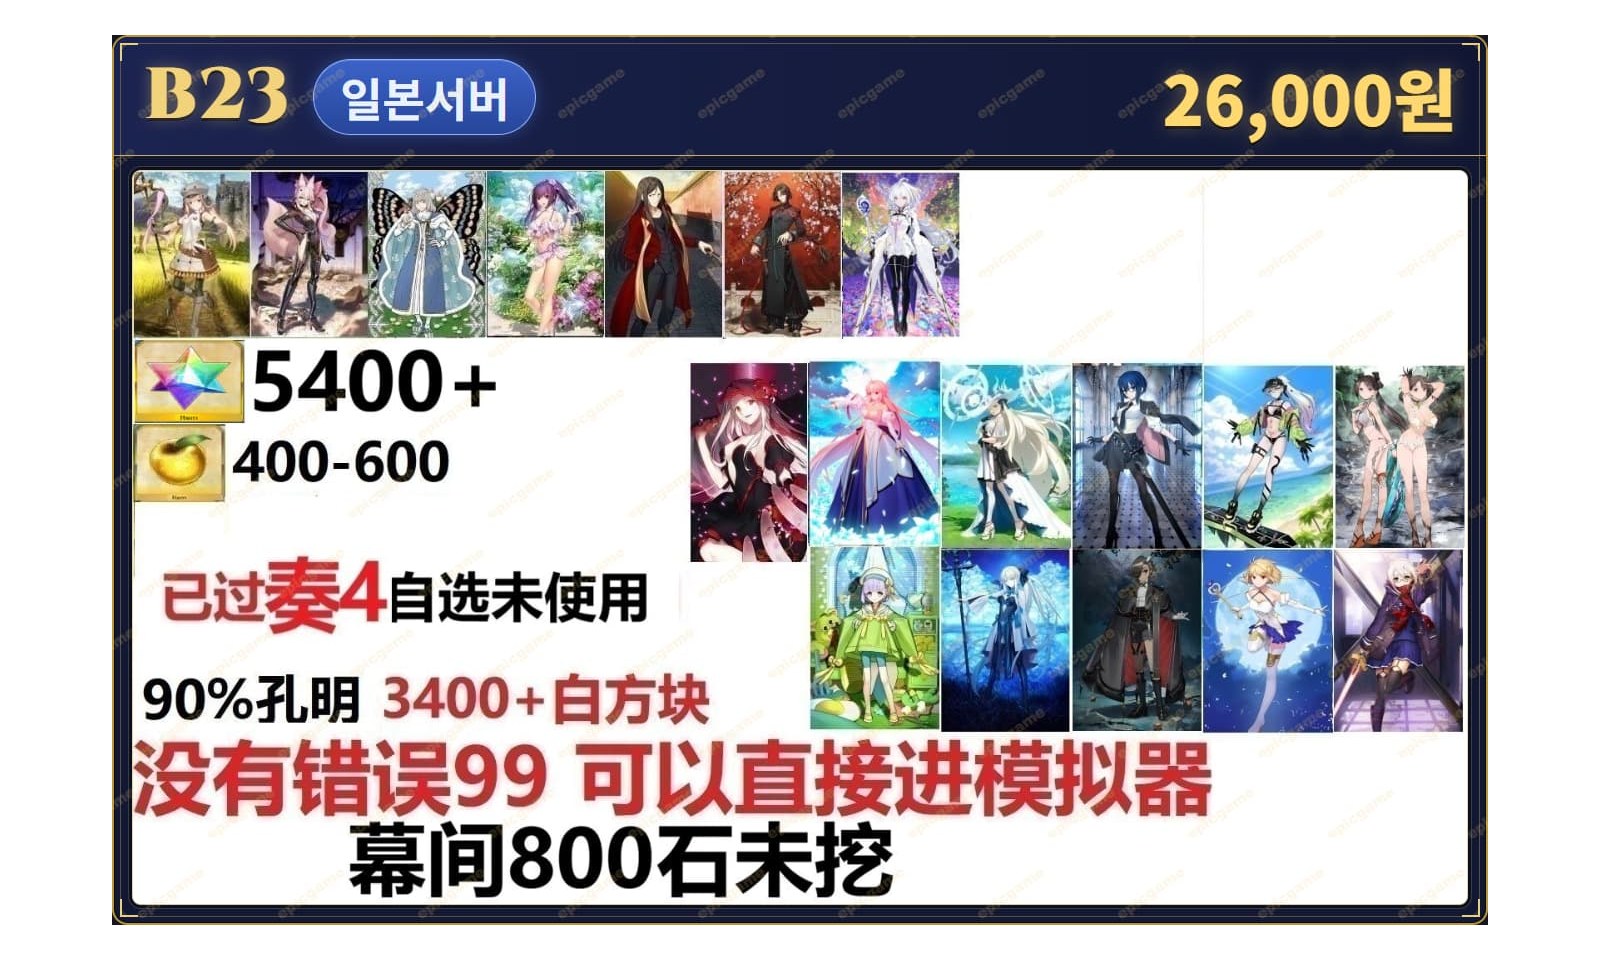 B23 일본서버 26,000원
5400+
400-600
已过奏4自选未使用
90%孔明 3400+白方块
没有错误99 可以直接进模拟器
幕间800石未挖
epicgame